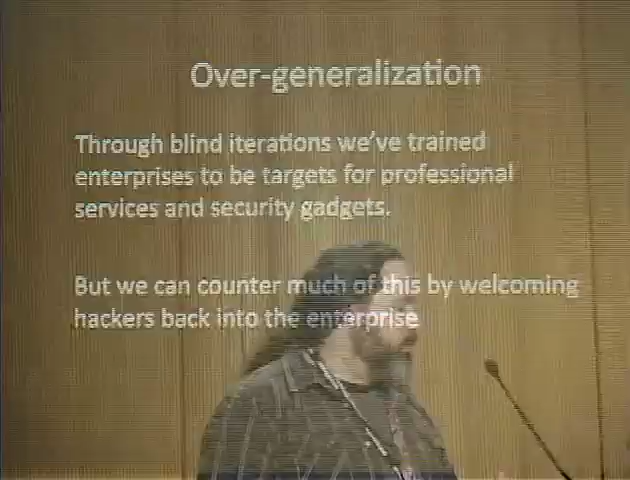 Over-generalization
Through blind iterations we've trained
enterprises to be targets for professional
services and security gadgets.
But we can counter much of this by welcoming
hackers back into the enterprise